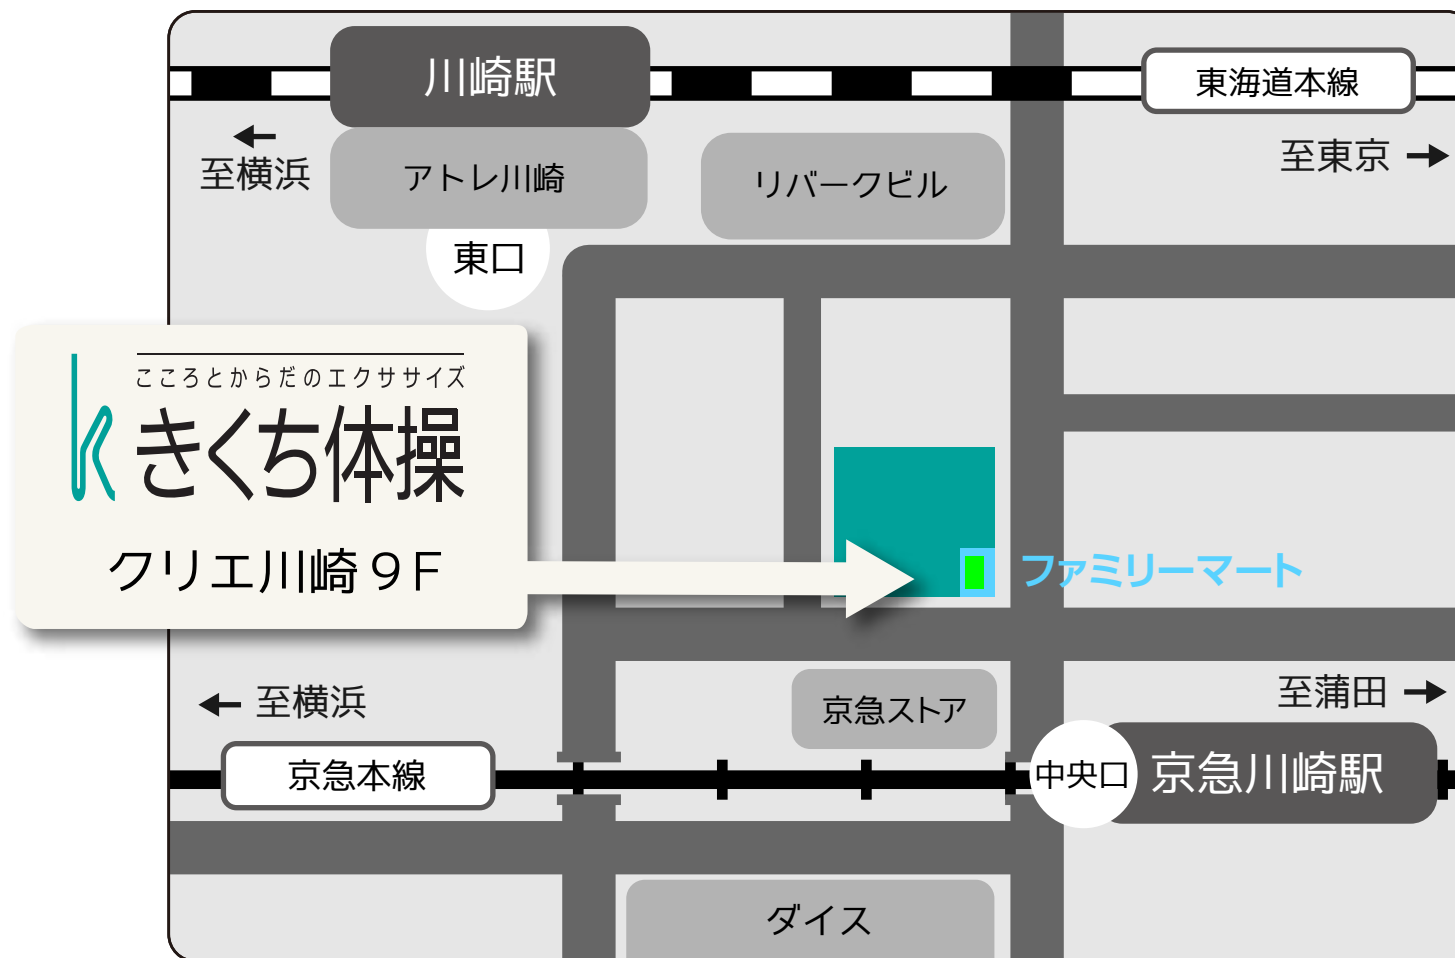 川崎駅
東海道本線
至横浜
アトレ川崎
リバークビル
至東京
東口
こころとからだのエクササイズ
きくち体操
クリエ川崎9F
ファミリーマート
至横浜
京急ストア
至蒲田
京急本線
中央口
京急川崎駅
ダイス